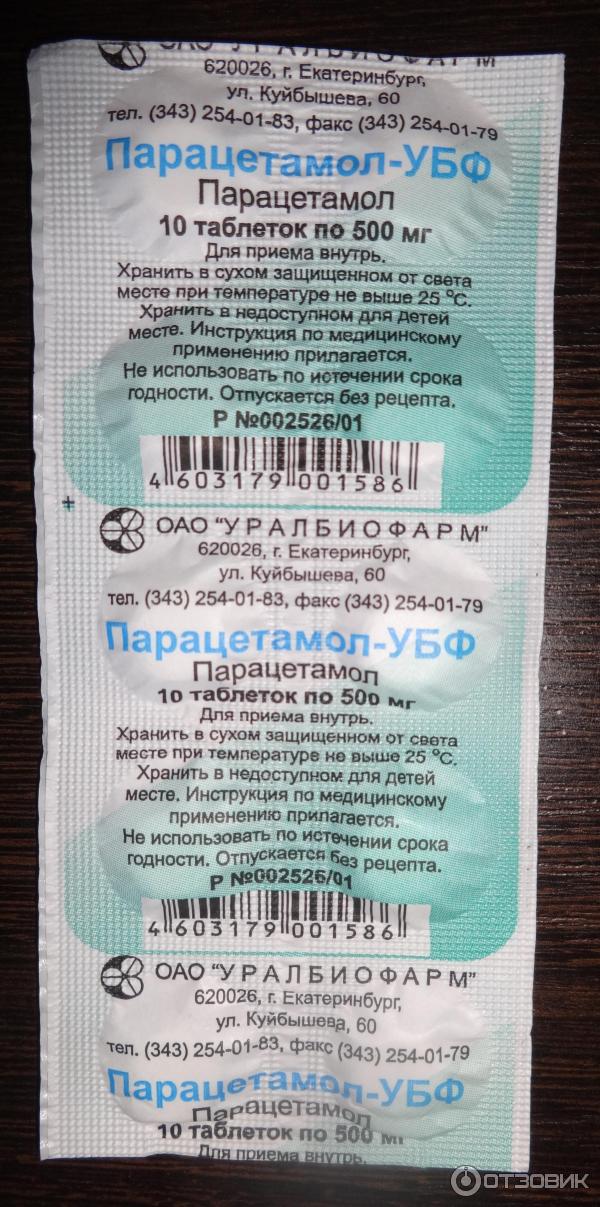 ОАО "УРАЛБИОФАРМ
620026, г. Екатеринбург,
ул. Куйбышева, 60
тел. (343) 254-01-83, факс (343) 254-01-79
Парацетамол-УБФ
Парацетамол
10 таблеток по 500 мг
Для приема внутрь.
Хранить в сухом защищенном от света
месте при температуре не выше 25 °C.
Хранить в недоступном для детей
месте. Инструкция по медицинскому
применению прилагается.
Не использовать по истечении срока
годности. Отпускается без рецепта.
Р №002526/01
4 603179 001586
ОАО "УРАЛБИОФАРМ"
620026, г. Екатеринбург,
ул. Куйбышева, 60
тел. (343) 254-01-83, факс (343) 254-01-79
Парацетамол-УБФ
Парацетамол
10 таблеток по 500 мг
Для приема внутрь.
Хранить в сухом защищенном от света
месте при температуре не выше 25 °C.
Хранить в недоступном для детей
месте. Инструкция по медицинскому
применению прилагается.
Не использовать по истечении срока
годности. Отпускается без рецепта.
Р №002526/01
4 603179 001586
ОАО "УРАЛБИОФАРМ"
620026, г. Екатеринбург,
ул. Куйбышева, 60
тел. (343) 254-01-83, факс (343) 254-01-79
Парацетамол-УБФ
Парацетамол
10 таблеток по 500 мг
Для приема внутрь.
ОТЗОВИК